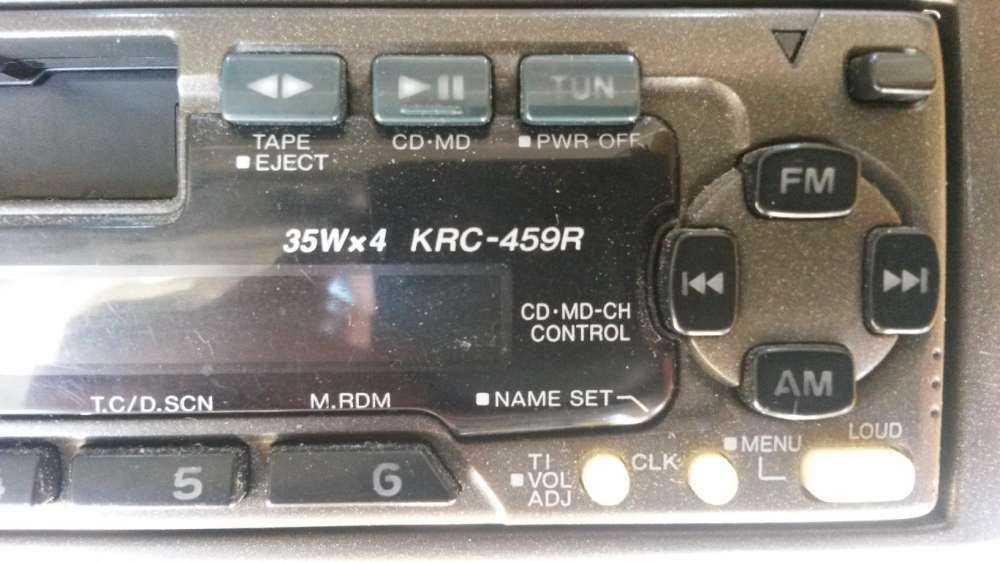 TUN
TAPE
■ EJECT
CD·MD
■ PWR OFF
FM
35W×4 KRC-459R
CD·MD-CH
CONTROL
AM
T.C/D.SCN
M.RDM
■ NAME SET
5
6
TI
■ VOL
ADJ
CLK
■ MENU
LOUD